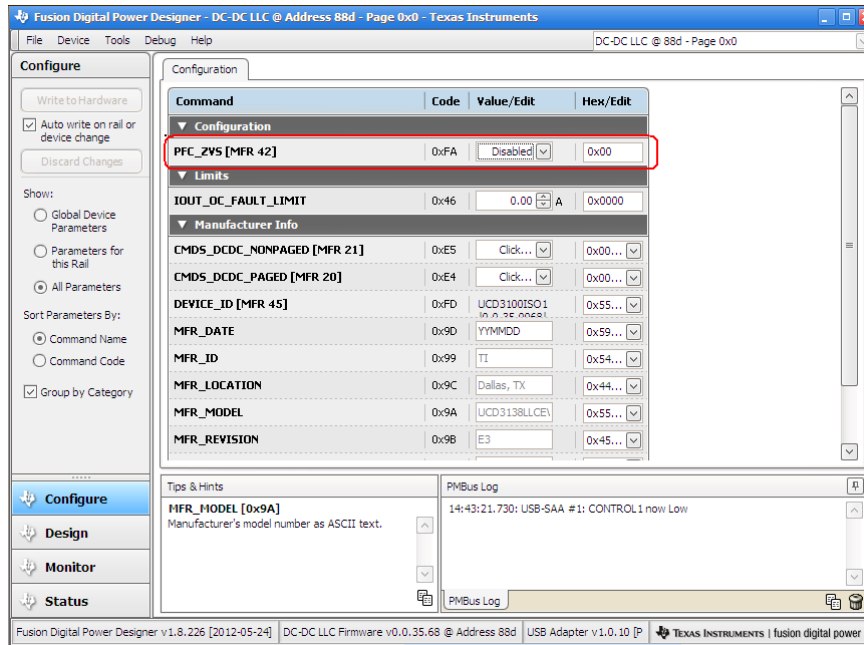 Fusion Digital Power Designer - DC-DC LLC @ Address 88d - Page 0x0 - Texas Instruments
File Device Tools Debug Help DC-DC LLC @ 88d - Page 0x0
Configure
Write to Hardware
Auto write on rail or
device change
Discard Changes
Show:
Global Device
Parameters
Parameters for
this Rail
All Parameters
Sort Parameters By:
Command Name
Command Code
Group by Category
Configuration
Command Code Value/Edit Hex/Edit
Configuration
PFC_ZVS [MFR 42] 0xFA Disabled 0x00
Limits
IOUT_OC_FAULT_LIMIT 0x46 0.00 A 0x0000
Manufacturer Info
CMDS_DCDC_NONPAGED [MFR 21] 0xE5 Click... 0x00...
CMDS_DCDC_PAGED [MFR 20] 0xE4 Click... 0x00...
DEVICE_ID [MFR 45] 0xFD UCD3100ISO1 0x55...
MFR_DATE 0x9D YYMMDD 0x59...
MFR_ID 0x99 TI 0x54...
MFR_LOCATION 0x9C Dallas, TX 0x44...
MFR_MODEL 0x9A UCD3138LLCE 0x55...
MFR_REVISION 0x9B E3 0x45...
Configure
Design
Monitor
Status
Tips & Hints
MFR_MODEL [0x9A]
Manufacturer's model number as ASCII text.
PMBus Log
14:43:21.730: USB-SAA #1: CONTROL1 now Low
PMBus Log
Fusion Digital Power Designer v1.8.226 [2012-05-24] DC-DC LLC Firmware v0.0.35.68 @ Address 88d USB Adapter v1.0.10 [P TEXAS INSTRUMENTS | fusion digital power